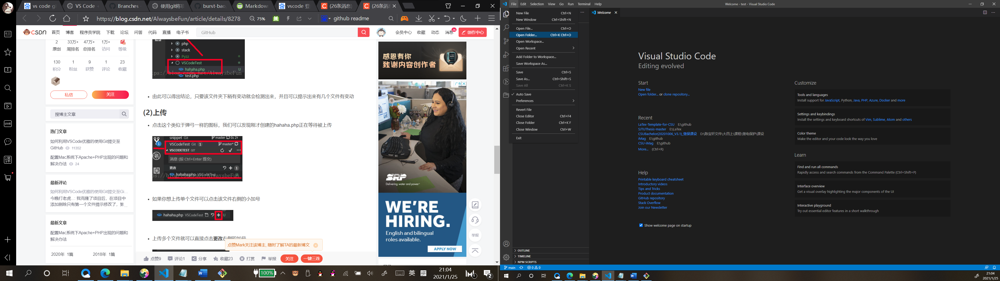 vs code gi
VS Code +
Branches
使用git将项
burst-bao
Markdown
vscode 登
(26条消息)
(26条消息
https://blog.csdn.net/AlwaysbeFun/article/details/8278
75%
github readme
CSDN
首页 博客 程序员学院 下载 论坛 问答 代码 直播 电子书
GitHub
会员中心 收藏 动态 消息 26
创作中心
2 33万+ 47万+ 1万+
原创 周排名 总排名 访问 等级
130 1 9 1 23
积分 粉丝 获赞 评论 收藏
私信 关注
搜博主文章
热门文章
如何利用VSCode优雅的使用Git提交至
GitHub 11352
配置Mac系统下Apache+PHP出现的问题和
解决办法 24
最新评论
如何利用VSCode优雅的使用Git提交至Gi...
今晚打老虎...: 我克隆了项目后，在项目中
添加删除只有第一个文件提示修改了，第...
最新文章
配置Mac系统下Apache+PHP出现的问题和
解决办法
2020年 1篇 2018年 1篇
LIVE
译
php
stack
Pyzz
VSCodeTest
hahaha.php U
ttps://blog.csdn.net/AlwaysbeFun
test.php
由此可以得出结论，只要该文件夹下稍有变动就会检测出来，并且可以提示出来有几个文件有变动
(2)上传
点击这个类似于弹弓一样的图标，我们可以发现刚才创建的hahaha.php正在等待被上传
snippet Git master 0↓ 2↑
VSCodeTest Git 1 master*
VSCODETEST GIT
消息 (按 Ctrl+Enter 提交)
更改 1
hahaha.php VSCodeTest U
ps://blog.csdn.net/AlwaysbeFun
如果你想上传单个文件可以点击该文件右侧的小加号
hahaha.php VSCodeTest U
上传多个文件就可以直接点击更改右侧的加号
点赞Mark关注该博主, 随时了解TA的最新博文
点赞9 评论1 分享 收藏23 打赏 举报 关注 一键三连
感恩有你
致谢内容创作者
广告
SRP
Delivering water and power
WE'RE
HIRING.
English and bilingual
roles available.
APPLY NOW
举报
100%
英
拼
21:04
2021/1/25
1
2
File Edit Selection View Go Run Terminal Help
Welcome - test - Visual Studio Code
New File Ctrl+N
New Window Ctrl+Shift+N
Open File... Ctrl+O
Open Folder... Ctrl+K Ctrl+O
Open Workspace...
Open Recent
Add Folder to Workspace...
Save Workspace As...
Save Ctrl+S
Save As... Ctrl+Shift+S
Save All Ctrl+K S
Auto Save
Preferences
Revert File
Close Editor Ctrl+F4
Close Folder Ctrl+K F
Close Window Ctrl+W
Exit
Welcome
Visual Studio Code
Editing evolved
Start
New file
Open folder... or clone repository...
Recent
LaTex-Template-for-CSU E:\github
SJTUThesis-master E:\LaTex
CSUBachelor(20201006_V3.1)_继保课设 D:\陈宝轩文件\大四上\课程\继电保护\课设
iMag E:\github
CSU-iMag E:\github
More... (Ctrl+R)
Help
Printable keyboard cheatsheet
Introductory videos
Tips and Tricks
Product documentation
GitHub repository
Stack Overflow
Join our Newsletter
Show welcome page on startup
Customize
Tools and languages
Install support for JavaScript, Python, Java, PHP, Azure, Docker and more
Settings and keybindings
Install the settings and keyboard shortcuts of Vim, Sublime, Atom and others
Color theme
Make the editor and your code look the way you love
Learn
Find and run all commands
Rapidly access and search commands from the Command Palette (Ctrl+Shift+P)
Interface overview
Get a visual overlay highlighting the major components of the UI
Interactive playground
Try out essential editor features in a short walkthrough
OUTLINE
TIMELINE
NPM SCRIPTS
main 0 0
21:04
2021/1/25